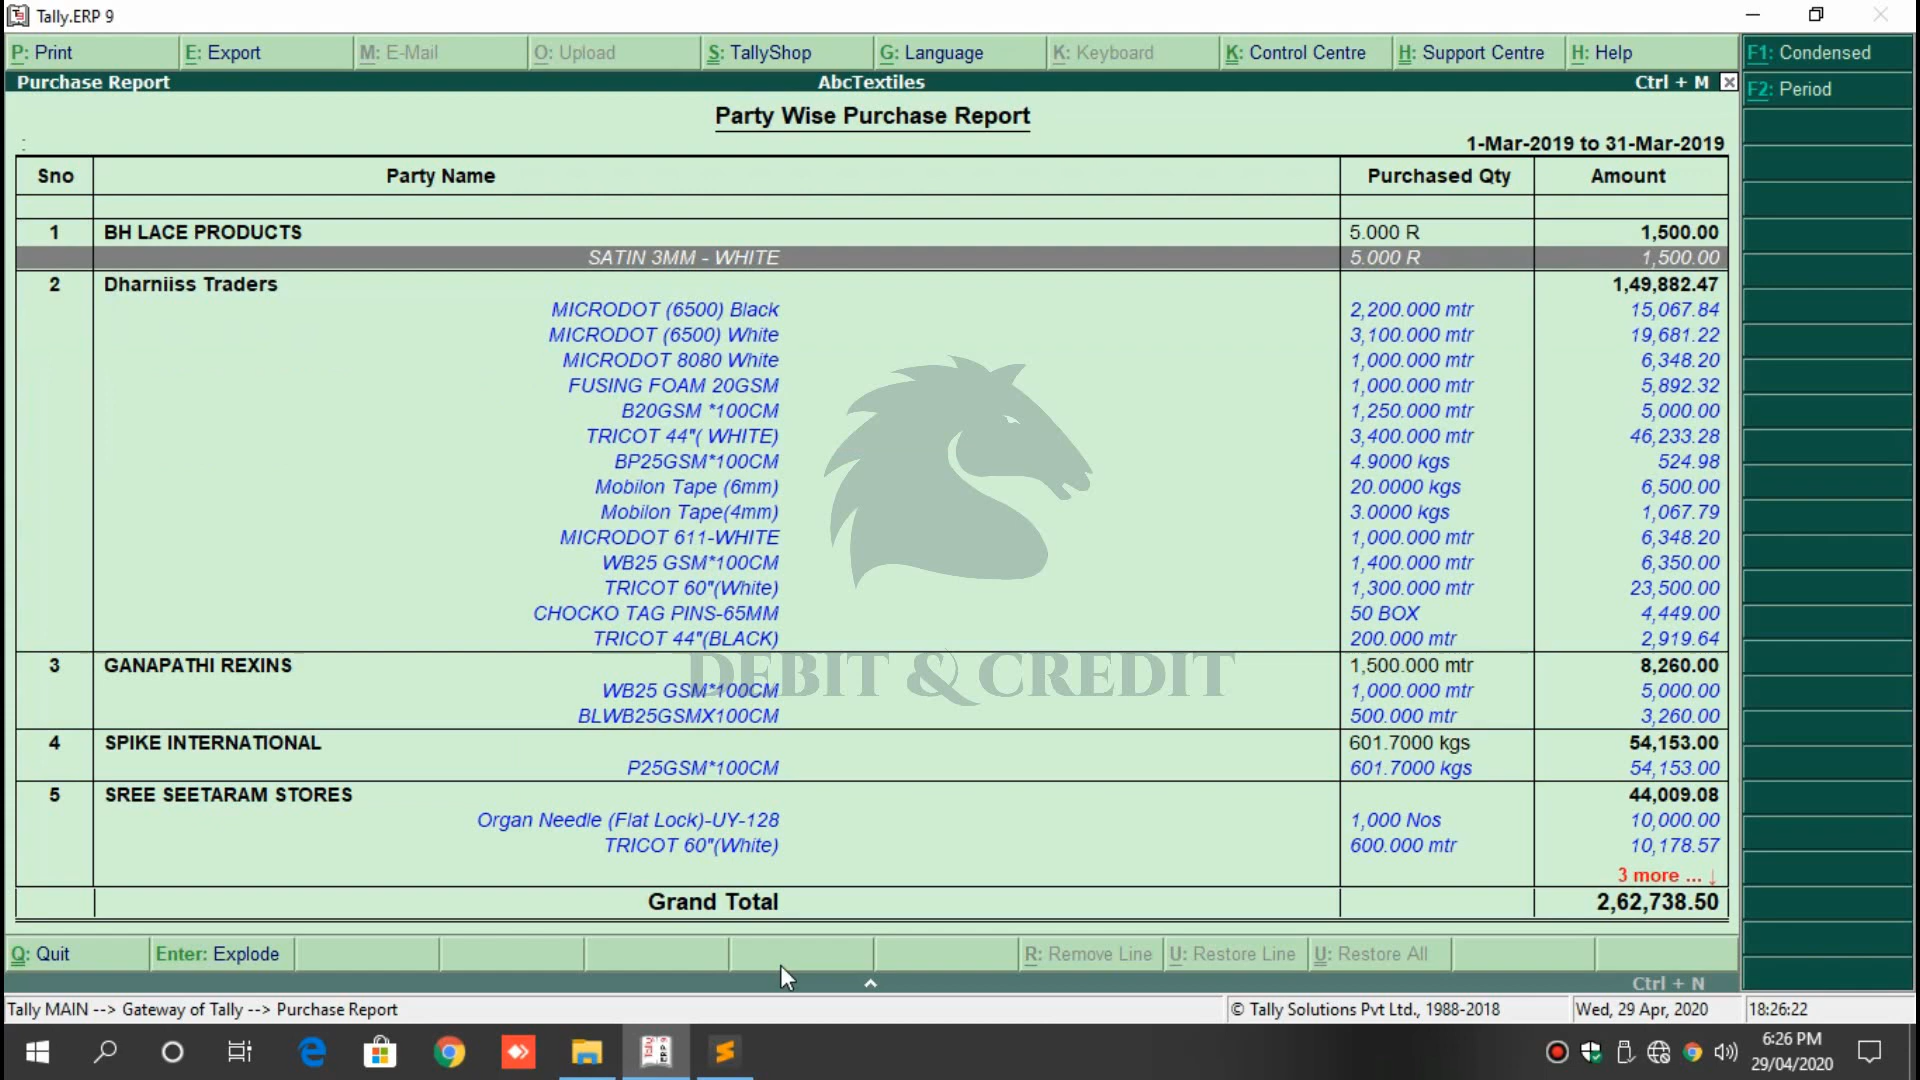 Tally.ERP 9
P: Print E: Export M: E-Mail O: Upload S: TallyShop G: Language K: Keyboard K: Control Centre H: Support Centre H: Help F1: Condensed
Purchase Report AbcTextiles Ctrl + M
F2: Period
Party Wise Purchase Report
1-Mar-2019 to 31-Mar-2019
Sno Party Name Purchased Qty Amount
1 BH LACE PRODUCTS 5.000 R 1,500.00
SATIN 3MM - WHITE 5.000 R 1,500.00
2 Dharniiss Traders 1,49,882.47
MICRODOT (6500) Black 2,200.000 mtr 15,067.84
MICRODOT (6500) White 3,100.000 mtr 19,681.22
MICRODOT 8080 White 1,000.000 mtr 6,348.20
FUSING FOAM 20GSM 1,000.000 mtr 5,892.32
B20GSM *100CM 1,250.000 mtr 5,000.00
TRICOT 44"( WHITE) 3,400.000 mtr 46,233.28
BP25GSM*100CM 4.9000 kgs 524.98
Mobilon Tape (6mm) 20.0000 kgs 6,500.00
Mobilon Tape(4mm) 3.0000 kgs 1,067.79
MICRODOT 611-WHITE 1,000.000 mtr 6,348.20
WB25 GSM*100CM 1,400.000 mtr 6,350.00
TRICOT 60"(White) 1,300.000 mtr 23,500.00
CHOCKO TAG PINS-65MM 50 BOX 4,449.00
TRICOT 44"(BLACK) 200.000 mtr 2,919.64
3 GANAPATHI REXINS 1,500.000 mtr 8,260.00
DEBIT & CREDIT
WB25 GSM*100CM 1,000.000 mtr 5,000.00
BLWB25GSMX100CM 500.000 mtr 3,260.00
4 SPIKE INTERNATIONAL 601.7000 kgs 54,153.00
P25GSM*100CM 601.7000 kgs 54,153.00
5 SREE SEETARAM STORES 44,009.08
Organ Needle (Flat Lock)-UY-128 1,000 Nos 10,000.00
TRICOT 60"(White) 600.000 mtr 10,178.57
3 more ... ↓
Grand Total 2,62,738.50
Q: Quit Enter: Explode R: Remove Line U: Restore Line U: Restore All
Ctrl + N
Tally MAIN --> Gateway of Tally --> Purchase Report © Tally Solutions Pvt Ltd., 1988-2018 Wed, 29 Apr, 2020 18:26:22
Tally ERP 9
6:26 PM
29/04/2020